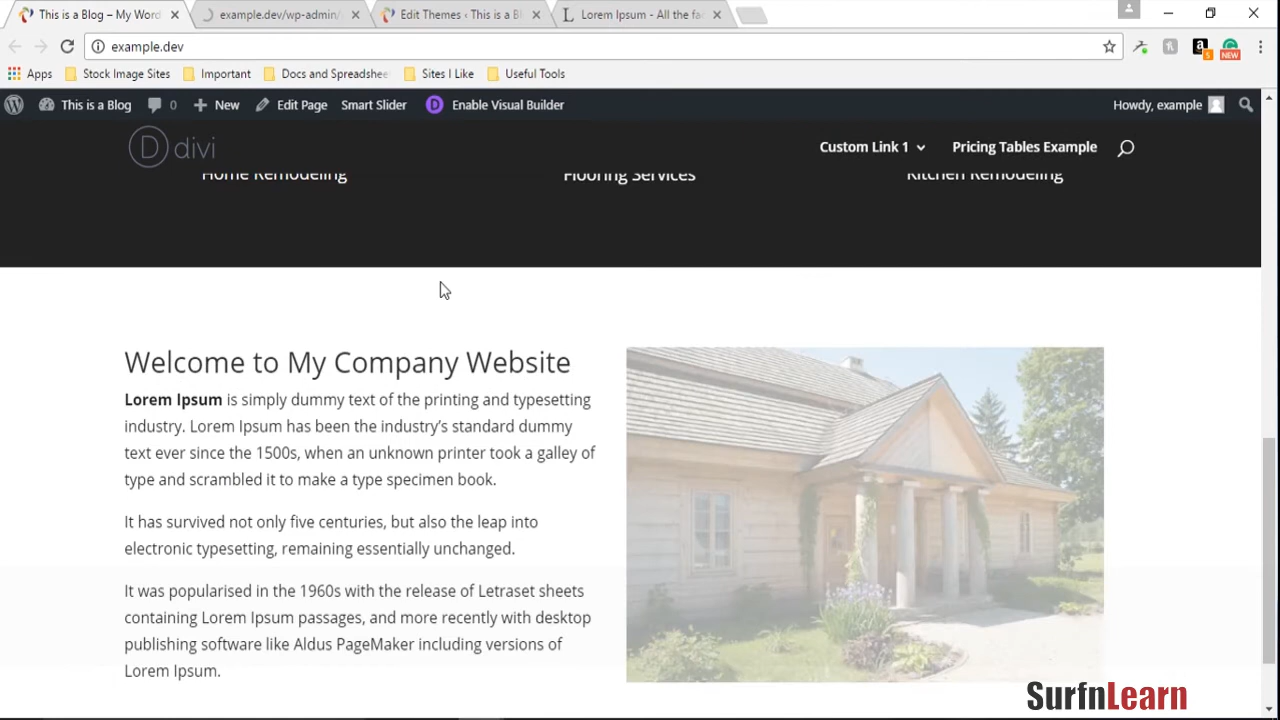 This is a Blog – My Word
example.dev/wp-admin/
Edit Themes ‹ This is a Bl
Lorem Ipsum - All the fa
example.dev
Apps
Stock Image Sites
Important
Docs and Spreadshee
Sites I Like
Useful Tools
a
5
NEW
This is a Blog
0
New
Edit Page
Smart Slider
D
Enable Visual Builder
Howdy, example
D divi
Custom Link 1
Pricing Tables Example
Home Remodeling
Flooring Services
Kitchen Remodeling
Welcome to My Company Website
Lorem Ipsum is simply dummy text of the printing and typesetting
industry. Lorem Ipsum has been the industry’s standard dummy
text ever since the 1500s, when an unknown printer took a galley of
type and scrambled it to make a type specimen book.
It has survived not only five centuries, but also the leap into
electronic typesetting, remaining essentially unchanged.
It was popularised in the 1960s with the release of Letraset sheets
containing Lorem Ipsum passages, and more recently with desktop
publishing software like Aldus PageMaker including versions of
Lorem Ipsum.
SurfnLearn